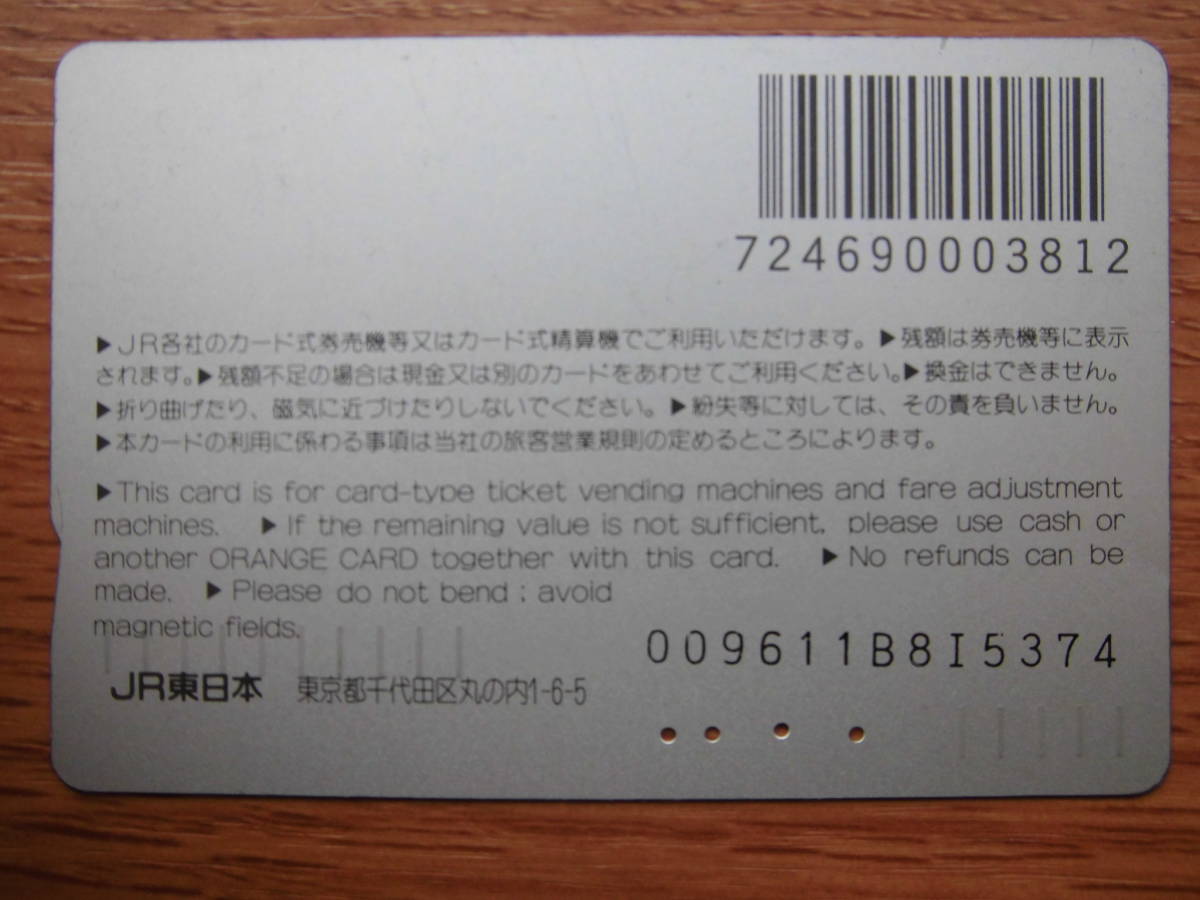 724690003812
▶JR各社のカード式券売機等又はカード式精算機でご利用いただけます。▶残額は券売機等に表示
されます。▶残額不足の場合は現金又は別のカードをあわせてご利用ください。▶換金はできません。
▶折り曲げたり、磁気に近づけたりしないでください。▶紛失等に対しては、その責を負いません。
▶本カードの利用に係わる事項は当社の旅客営業規則の定めるところによります。
▶This card is for card-type ticket vending machines and fare adjustment
machines. ▶If the remaining value is not sufficient, please use cash or
another ORANGE CARD together with this card. ▶No refunds can be
made. ▶Please do not bend ; avoid
magnetic fields.
009611B8I5374
JR東日本 東京都千代田区丸の内1-6-5